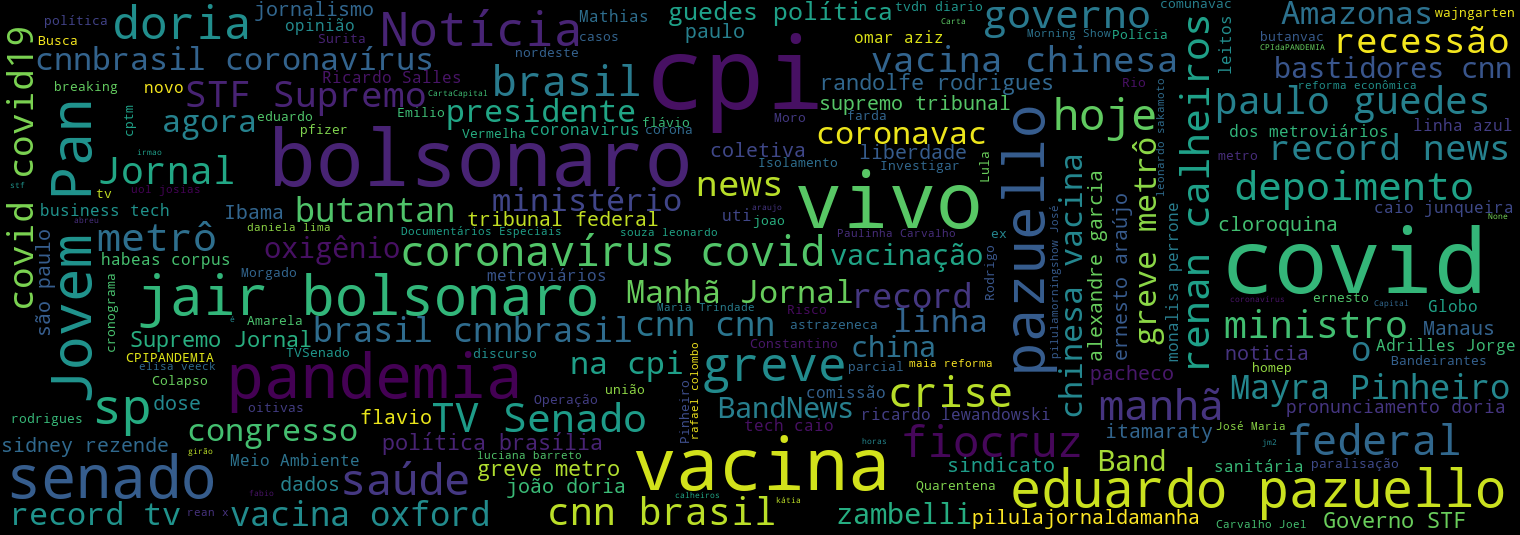 política
jornalismo
opinião
Mathias
guedes política
tvdn diario
Carta
governo
comunavac
Amazonas
wajngarten
Busca
doria
Surita
Notícia
casos
paulo
omar aziz
Morning Show
Polícia
butanvac
CPIdaPANDEMIA
recessão
cnnbrasil coronavírus
nordeste
cpi
vacina chinesa
leitos
bastidores cnn
breaking
novo
STF Supremo
Ricardo Salles
CartaCapital
brasil
randolfe rodrigues
Rio
reforma econômica
covid covid19
cptm
agora
eduardo
pfizer
Emilio
presidente
flávio
supremo tribunal
Moro
farda
hoje
paulo guedes
Vermelha
coronavirus
corona
coronavac
dos metroviários
linha azul
Jovem Pan
irmao
Jornal
bolsonaro
coletiva
Isolamento
liberdade
Investigar
Lula
pazuello
leonardo sakamoto
metro
record news
stf
tv
uol josias
ministério
news
vivo
renan calheiros
depoimento
business tech
abreu
Ibama
butantan
tribunal federal
uti
araujo
joao
greve metrô
caio junqueira
None
são paulo
metrô
daniela lima
Documentários Especiais
souza leonardo
Paulinha Carvalho
ex
cloroquina
habeas corpus
oxigênio
coronavírus covid
vacinação
Rodrigo
pilulamorningshow José
chinesa vacina
alexandre garcia
ernesto araújo
monalisa perrone
covid
cronograma
Morgado
metroviários
jair bolsonaro
Manhã Jornal
record
coronavírus
ernesto
Capital
Globo
Maria Trindade
Risco
é
Amarela
astrazeneca
linha
ministro
Manaus
Supremo Jornal
brasil cnnbrasil
cnn cnn
Constantino
china
o
Adrilles Jorge
CPIPANDEMIA
TVSenado
discurso
noticia
Bandeirantes
elisa veeck
na cpi
greve
parcial
maia reforma
pacheco
homep
Colapso
pandemia
união
rafael colombo
comissão
crise
Mayra Pinheiro
sp
dose
oitivas
flavio
Operação
TV Senado
Pinheiro
BandNews
ricardo lewandowski
manhã
pronunciamento doria
rodrigues
congresso
tech caio
itamaraty
José Maria
sidney rezende
girão
política brasília
horas
fiocruz
jm2
federal
Meio Ambiente
luciana barreto
vacina
sindicato
Band
sanitária
paralisação
senado
dados
saúde
greve metro
joão doria
calheiros
kátia
Quarentena
eduardo pazuello
fabio
record tv
rean x
vacina oxford
cnn brasil
zambelli
pilulajornaldamanha
Carvalho Joel
Governo STF